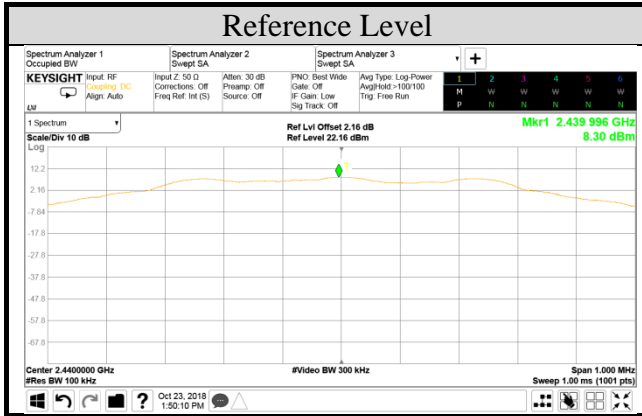 Reference Level
Spectrum Analyzer 1
Occupied BW
Spectrum Analyzer 2
Swept SA
Spectrum Analyzer 3
Swept SA
+
KEYSIGHT
LXI
Input: RF
Coupling: DC
Align: Auto
Input Z: 50 Ω
Corrections: Off
Freq Ref: Int (S)
Atten: 30 dB
Preamp: Off
Source: Off
PNO: Best Wide
Gate: Off
IF Gain: Low
Sig Track: Off
Avg Type: Log-Power
Avg|Hold:>100/100
Trig: Free Run
1 2 3 4 5 6
M W W W W W
P N N N N N
1 Spectrum
Scale/Div 10 dB
Ref Lvl Offset 2.16 dB
Ref Level 22.16 dBm
Mkr1 2.439 996 GHz
8.30 dBm
Log
1
12.2
2.16
-7.84
-17.8
-27.8
-37.8
-47.8
-57.8
-67.8
Center 2.4400000 GHz
#Res BW 100 kHz
#Video BW 300 kHz
Span 1.000 MHz
Sweep 1.00 ms (1001 pts)
?
Oct 23, 2018
1:50:10 PM